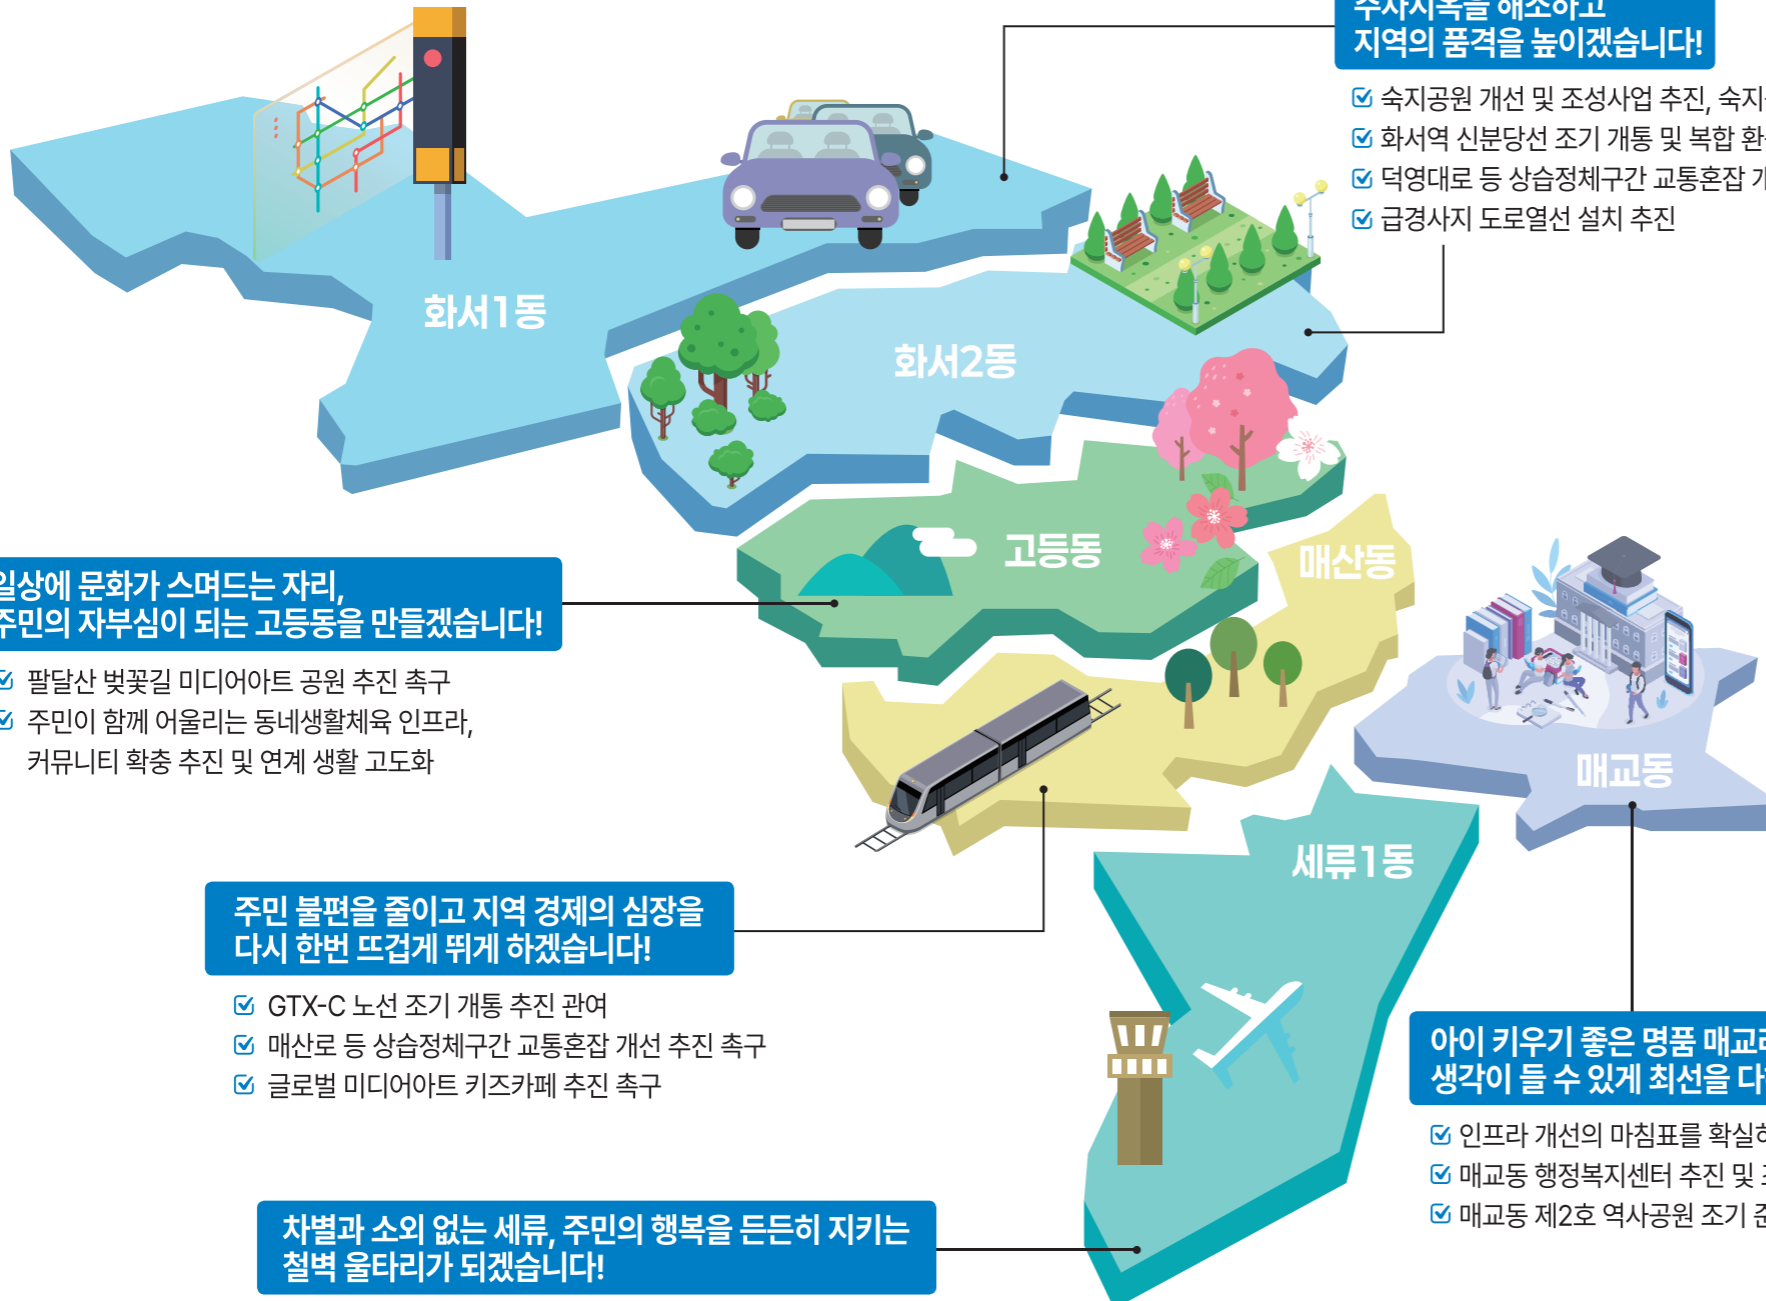 주차지옥을 해소하고
지역의 품격을 높이겠습니다!
숙지공원 개선 및 조성사업 추진,
화서역 신분당선 조기 개통 및 복합
덕영대로 등 상습정체구간 교통혼잡
급경사지 도로열선 설치 추진
화서1동
화서2동
고등동
매산동
매교동
세류1동
일상에 문화가 스며드는 자리,
주민의 자부심이 되는 고등동을 만들겠습니다!
팔달산 벚꽃길 미디어아트 공원 추진 촉구
주민이 함께 어울리는 동네생활체육 인프라,
커뮤니티 확충 추진 및 연계 생활 고도화
주민 불편을 줄이고 지역 경제의 심장을
다시 한번 뜨겁게 뛰게 하겠습니다!
GTX-C 노선 조기 개통 추진 관여
매산로 등 상습정체구간 교통혼잡 개선 추진 촉구
글로벌 미디어아트 키즈카페 추진 촉구
아이 키우기 좋은 명품
생각이 들 수 있게 최선을
인프라 개선의 마침표를
매교동 행정복지센터 추진 및
매교동 제2호 역사공원 조기
차별과 소외 없는 세류, 주민의 행복을 든든히 지키는
철벽 울타리가 되겠습니다!